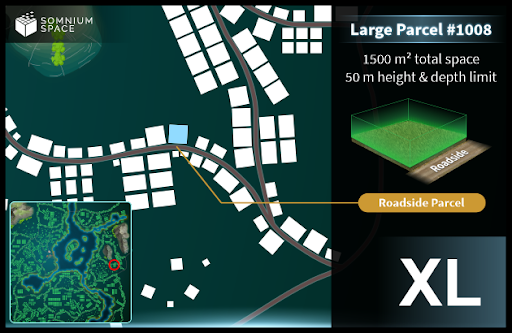 SOMNIUM
SPACE
Large Parcel #1008
1500 m² total space
50 m height & depth limit
Roadside
Roadside Parcel
XL